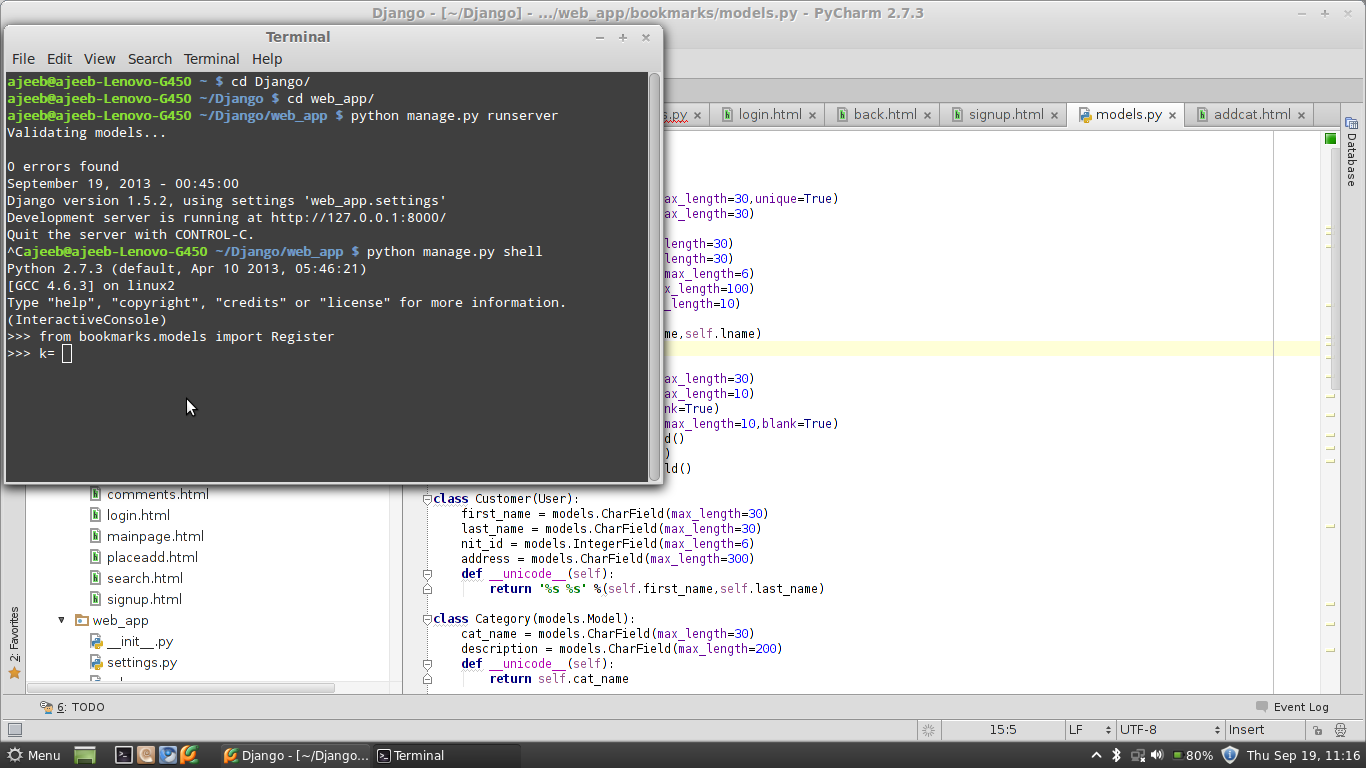 Django - [~/Django] - .../web_app/bookmarks/models.py - PyCharm 2.7.3
Terminal
File Edit View Search Terminal Help
ajeeb@ajeeb-Lenovo-G450 ~ $ cd Django/
ajeeb@ajeeb-Lenovo-G450 ~/Django $ cd web_app/
ajeeb@ajeeb-Lenovo-G450 ~/Django/web_app $ python manage.py runserver
Validating models...
0 errors found
September 19, 2013 - 00:45:00
Django version 1.5.2, using settings 'web_app.settings'
Development server is running at http://127.0.0.1:8000/
Quit the server with CONTROL-C.
^Cajeeb@ajeeb-Lenovo-G450 ~/Django/web_app $ python manage.py shell
Python 2.7.3 (default, Apr 10 2013, 05:46:21)
[GCC 4.6.3] on linux2
Type "help", "copyright", "credits" or "license" for more information.
(InteractiveConsole)
>>> from bookmarks.models import Register
>>> k=
s.py login.html back.html signup.html models.py addcat.html
Database
ax_length=30,unique=True)
ax_length=30)
length=30)
length=30)
max_length=6)
x_length=100)
_length=10)
me,self.lname)
ax_length=30)
ax_length=10)
nk=True)
max_length=10,blank=True)
d()
)
ld()
class Customer(User):
first_name = models.CharField(max_length=30)
last_name = models.CharField(max_length=30)
nit_id = models.IntegerField(max_length=6)
address = models.CharField(max_length=300)
def __unicode__(self):
return '%s %s' %(self.first_name,self.last_name)
class Category(models.Model):
cat_name = models.CharField(max_length=30)
description = models.CharField(max_length=200)
def __unicode__(self):
return self.cat_name
comments.html
login.html
mainpage.html
placeadd.html
search.html
signup.html
web_app
__init__.py
settings.py
2: Favorites
6: TODO
Event Log
15:5 LF UTF-8 Insert
Menu
Django - [~/Django...
Terminal
80% Thu Sep 19, 11:16